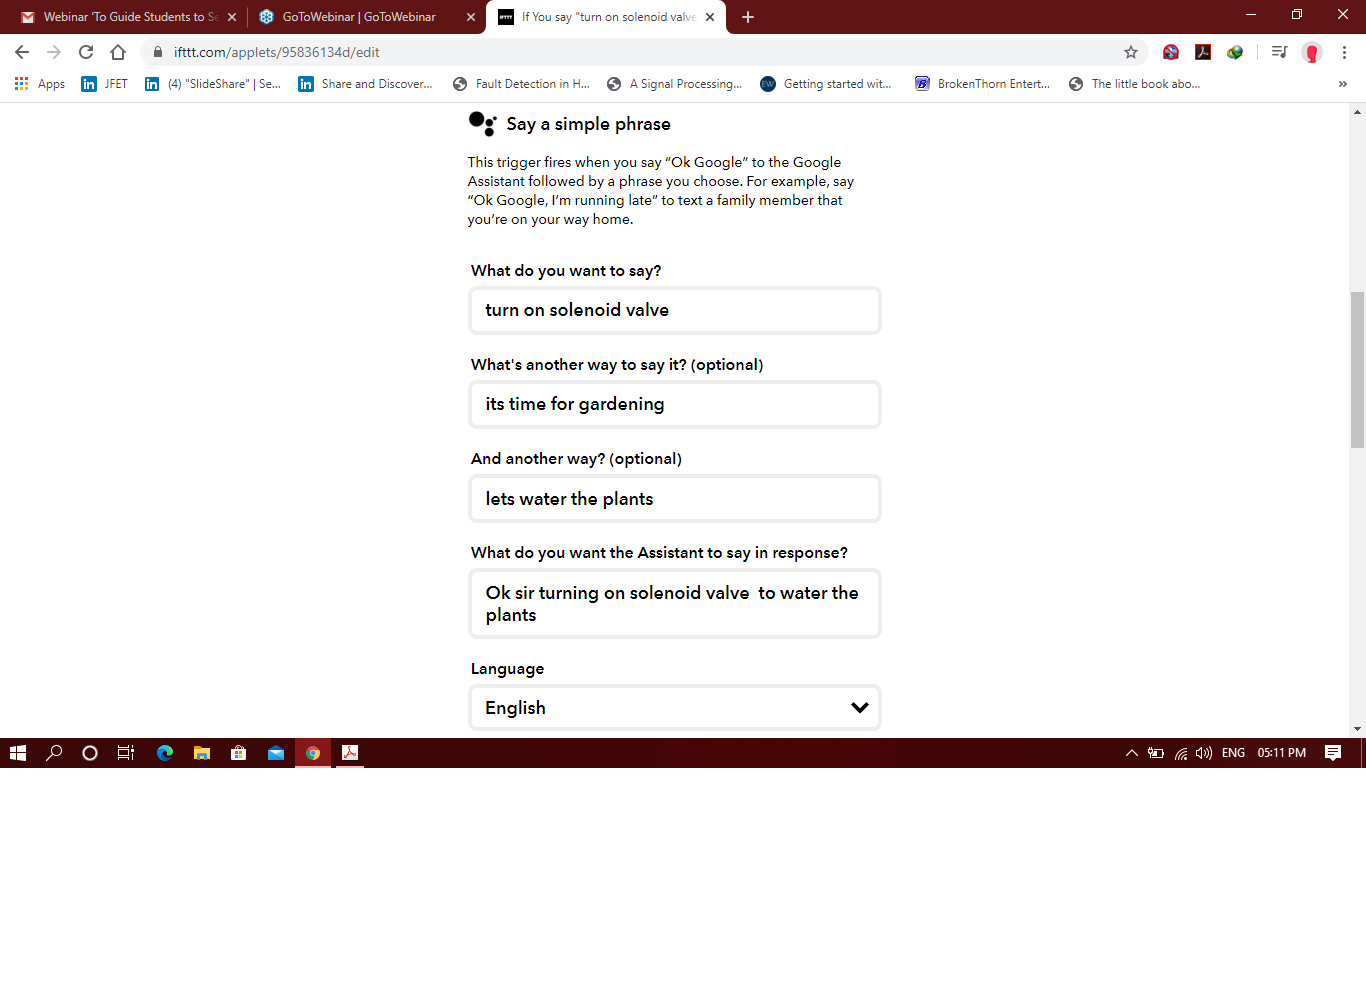 Webinar 'To Guide Students to Se
GoToWebinar | GoToWebinar
IFTTT
If You say "turn on solenoid valve
ifttt.com/applets/95836134d/edit
Apps
JFET
(4) "SlideShare" | Se...
Share and Discover...
Fault Detection in H...
A Signal Processing...
EW
Getting started wit...
B
BrokenThorn Entert...
The little book abo...
»
Say a simple phrase
This trigger fires when you say “Ok Google” to the Google
Assistant followed by a phrase you choose. For example, say
“Ok Google, I’m running late” to text a family member that
you’re on your way home.
What do you want to say?
turn on solenoid valve
What's another way to say it? (optional)
its time for gardening
And another way? (optional)
lets water the plants
What do you want the Assistant to say in response?
Ok sir turning on solenoid valve  to water the
plants
Language
English
ENG
05:11 PM